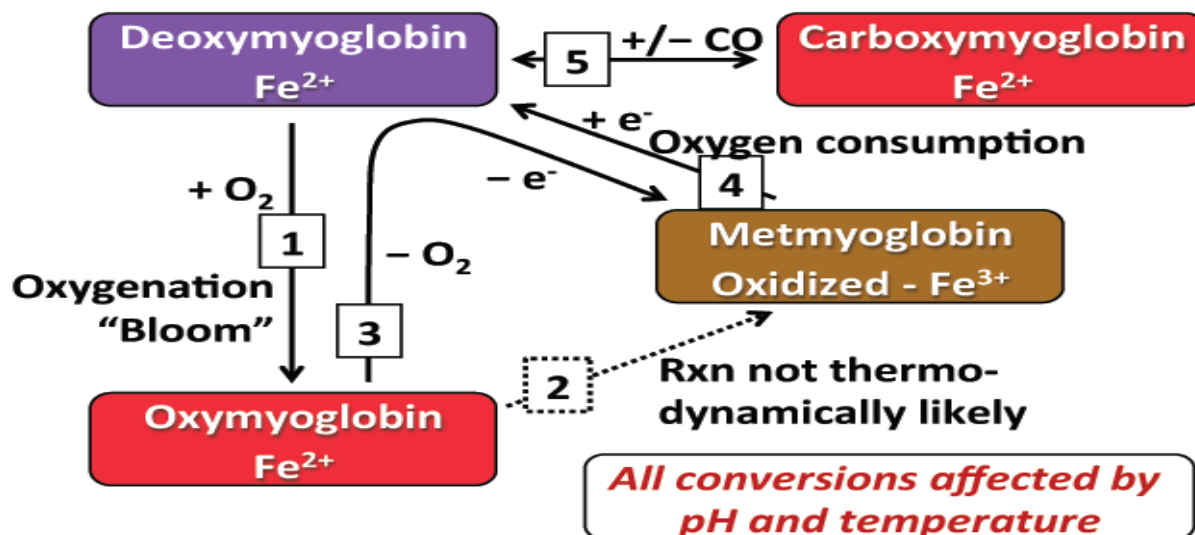 Deoxymyoglobin
Fe²⁺
5
+/− CO
Carboxymyoglobin
Fe²⁺
+ e⁻
Oxygen consumption
− e⁻
4
+ O₂
1
− O₂
Metmyoglobin
Oxidized - Fe³⁺
Oxygenation
“Bloom”
3
2
Rxn not thermo-
dynamically likely
Oxymyoglobin
Fe²⁺
All conversions affected by
pH and temperature